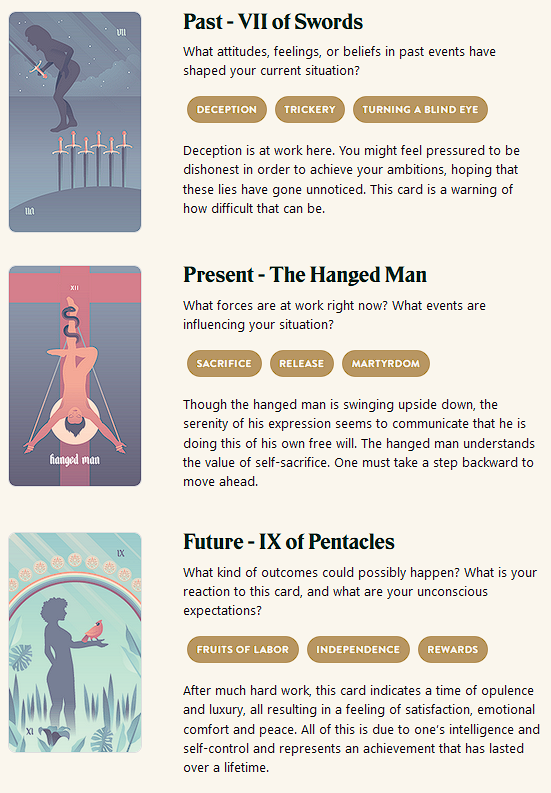 VII
Past - VII of Swords
What attitudes, feelings, or beliefs in past events have
shaped your current situation?
DECEPTION TRICKERY TURNING A BLIND EYE
Deception is at work here. You might feel pressured to be
dishonest in order to achieve your ambitions, hoping that
these lies have gone unnoticed. This card is a warning of
how difficult that can be.
XII
hanged man
Present - The Hanged Man
What forces are at work right now? What events are
influencing your situation?
SACRIFICE RELEASE MARTYRDOM
Though the hanged man is swinging upside down, the
serenity of his expression seems to communicate that he is
doing this of his own free will. The hanged man understands
the value of self-sacrifice. One must take a step backward to
move ahead.
IX
XI
Future - IX of Pentacles
What kind of outcomes could possibly happen? What is your
reaction to this card, and what are your unconscious
expectations?
FRUITS OF LABOR INDEPENDENCE REWARDS
After much hard work, this card indicates a time of opulence
and luxury, all resulting in a feeling of satisfaction, emotional
comfort and peace. All of this is due to one's intelligence and
self-control and represents an achievement that has lasted
over a lifetime.